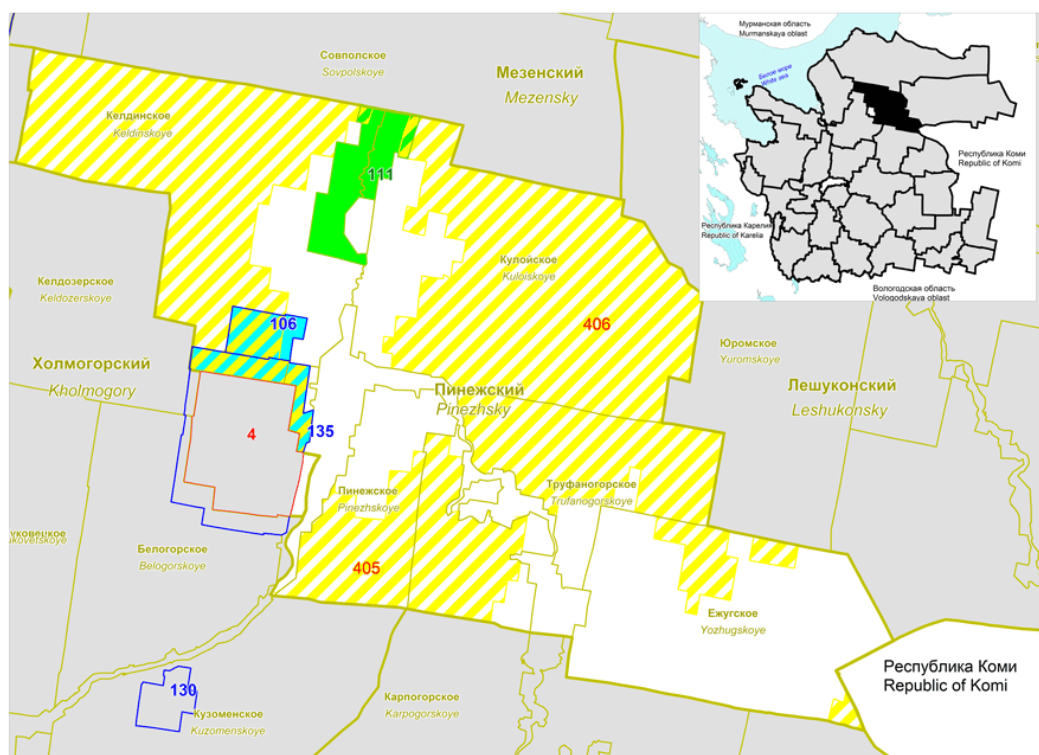 Мурманская область
Murmanskaya oblast
Белое море
White sea
Республика Коми
Republic of Komi
Республика Карелия
Republic of Karelia
Вологодская область
Vologodskaya oblast
Совпольское
Sovpolskoye
Мезенский
Mezensky
Келдинское
Keldinskoye
111
Кулойское
Kuloiskoye
Келдозерское
Keldozerskoye
106
406
Юромское
Yuromskoye
Холмогорский
Kholmogory
Пинежский
Pinezhsky
Лешуконский
Leshukonsky
4
135
Пинежское
Pinezhskoye
Труфаногорское
Trufanogorskoye
уковецкое
ukovetskoye
Белогорское
Belogorskoye
405
Ежугское
Yozhugskoye
Республика Коми
Republic of Komi
130
Кузоменское
Kuzomenskoye
Карпогорское
Karpogorskoye